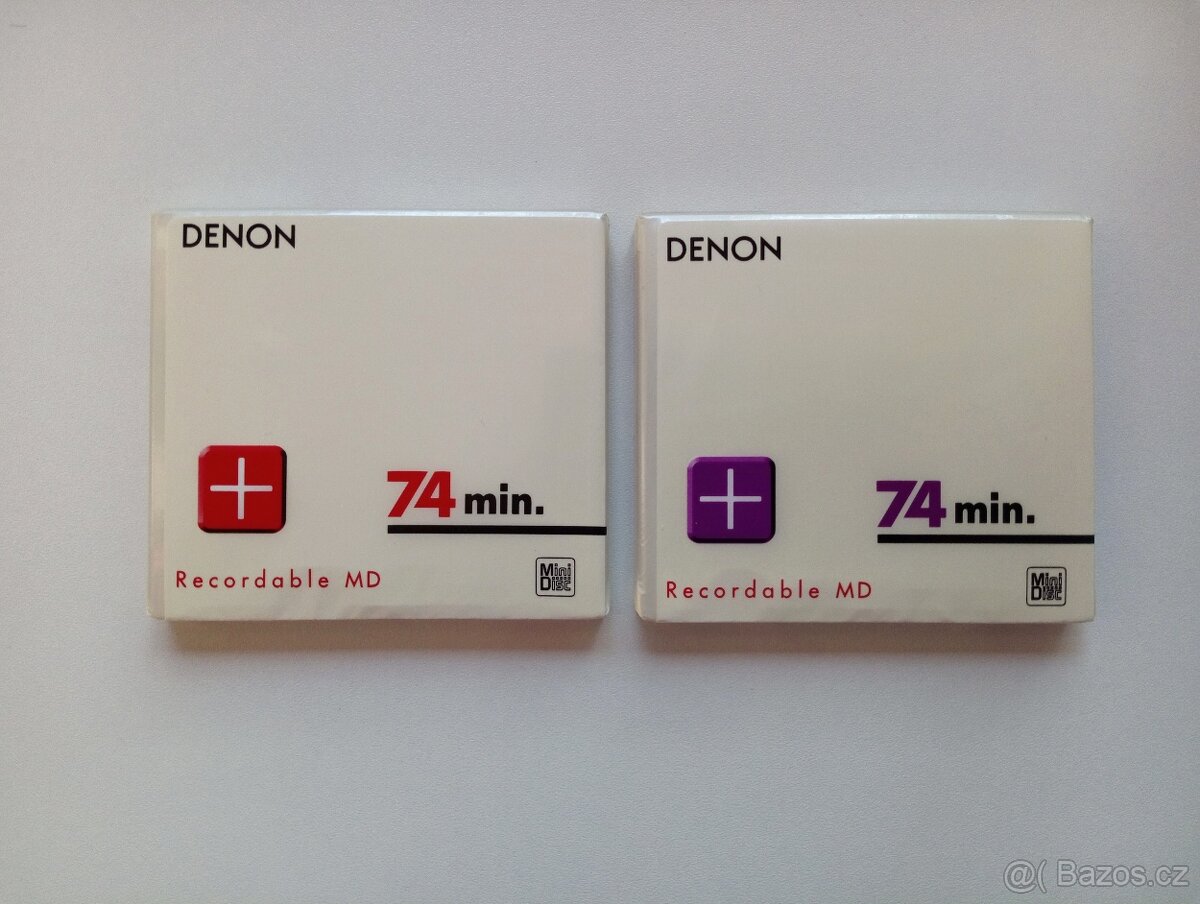 DENON
74 min.
Recordable MD
Mini
Disc
DENON
74 min.
Recordable MD
Mini
Disc
@( Bazos.cz